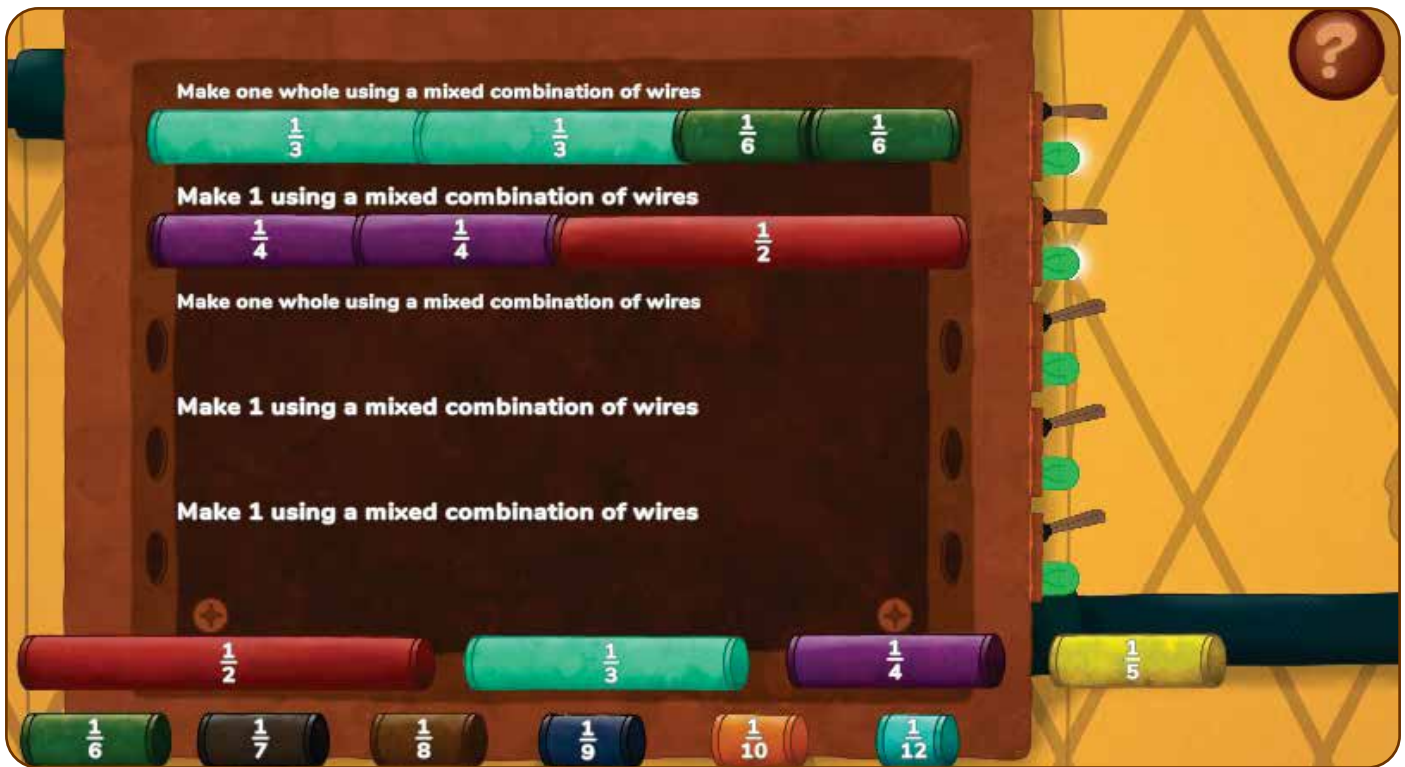 ?
Make one whole using a mixed combination of wires
1/3 1/3 1/6 1/6
Make 1 using a mixed combination of wires
1/4 1/4 1/2
Make one whole using a mixed combination of wires
Make 1 using a mixed combination of wires
Make 1 using a mixed combination of wires
1/2 1/3 1/4 1/5
1/6 1/7 1/8 1/9 1/10 1/12